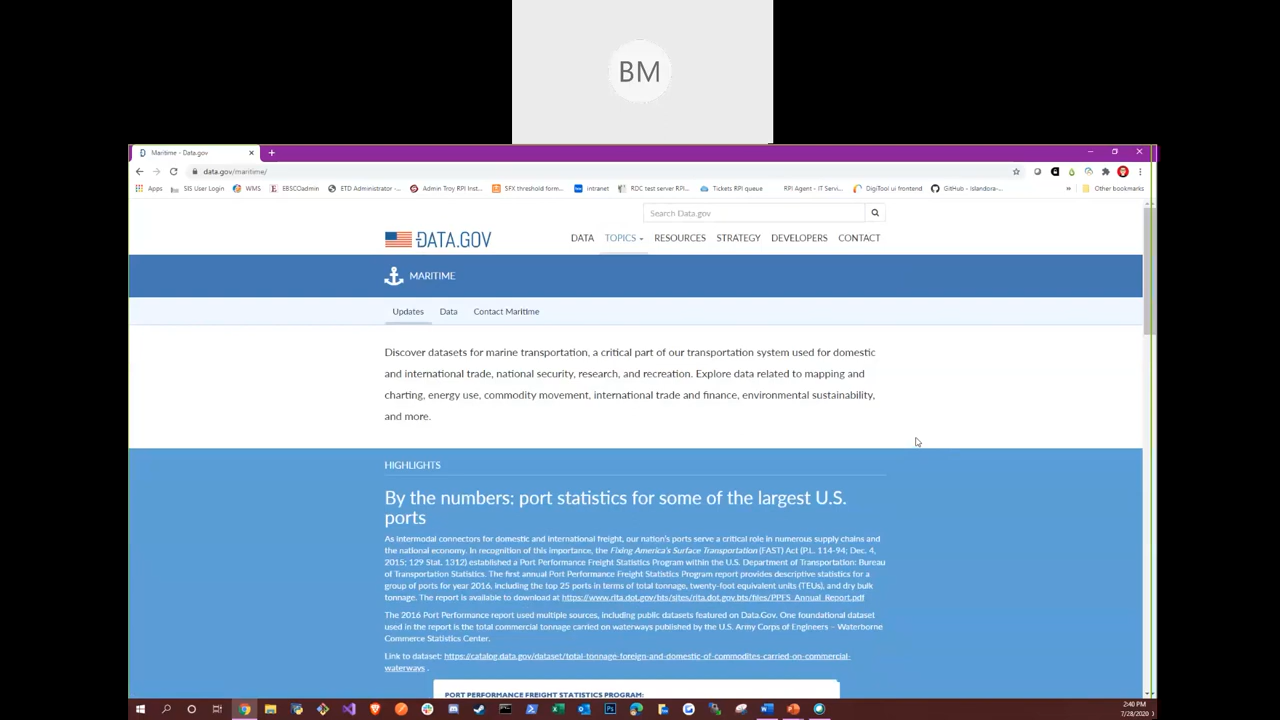 BM
Maritime - Data.gov
data.gov/maritime/
Apps SIS User Login WMS EBSCOadmin ETD Administrator -... Admin Troy RPI Inst... SFX threshold form... intranet RDC test server RPI... Tickets RPI queue RPI Agent - IT Servi... DigiTool ui frontend GitHub - Islandora-... » Other bookmarks
Search Data.gov
DATA.GOV
DATA TOPICS RESOURCES STRATEGY DEVELOPERS CONTACT
MARITIME
Updates Data Contact Maritime
Discover datasets for marine transportation, a critical part of our transportation system used for domestic
and international trade, national security, research, and recreation. Explore data related to mapping and
charting, energy use, commodity movement, international trade and finance, environmental sustainability,
and more.
HIGHLIGHTS
By the numbers: port statistics for some of the largest U.S.
ports
As intermodal connectors for domestic and international freight, our nation's ports serve a critical role in numerous supply chains and
the national economy. In recognition of this importance, the Fixing America's Surface Transportation (FAST) Act (P.L. 114-94; Dec. 4,
2015; 129 Stat. 1312) established a Port Performance Freight Statistics Program within the U.S. Department of Transportation: Bureau
of Transportation Statistics. The first annual Port Performance Freight Statistics Program report provides descriptive statistics for a
group of ports for year 2016, including the top 25 ports in terms of total tonnage, twenty-foot equivalent units (TEUs), and dry bulk
tonnage. The report is available to download at https://www.rita.dot.gov/bts/sites/rita.dot.gov.bts/files/PPFS_Annual_Report.pdf
The 2016 Port Performance report used multiple sources, including public datasets featured on Data.Gov. One foundational dataset
used in the report is the total commercial tonnage carried on waterways published by the U.S. Army Corps of Engineers – Waterborne
Commerce Statistics Center.
Link to dataset: https://catalog.data.gov/dataset/total-tonnage-foreign-and-domestic-of-commodites-carried-on-commercial-
waterways .
PORT PERFORMANCE FREIGHT STATISTICS PROGRAM:
2:40 PM
7/28/2020